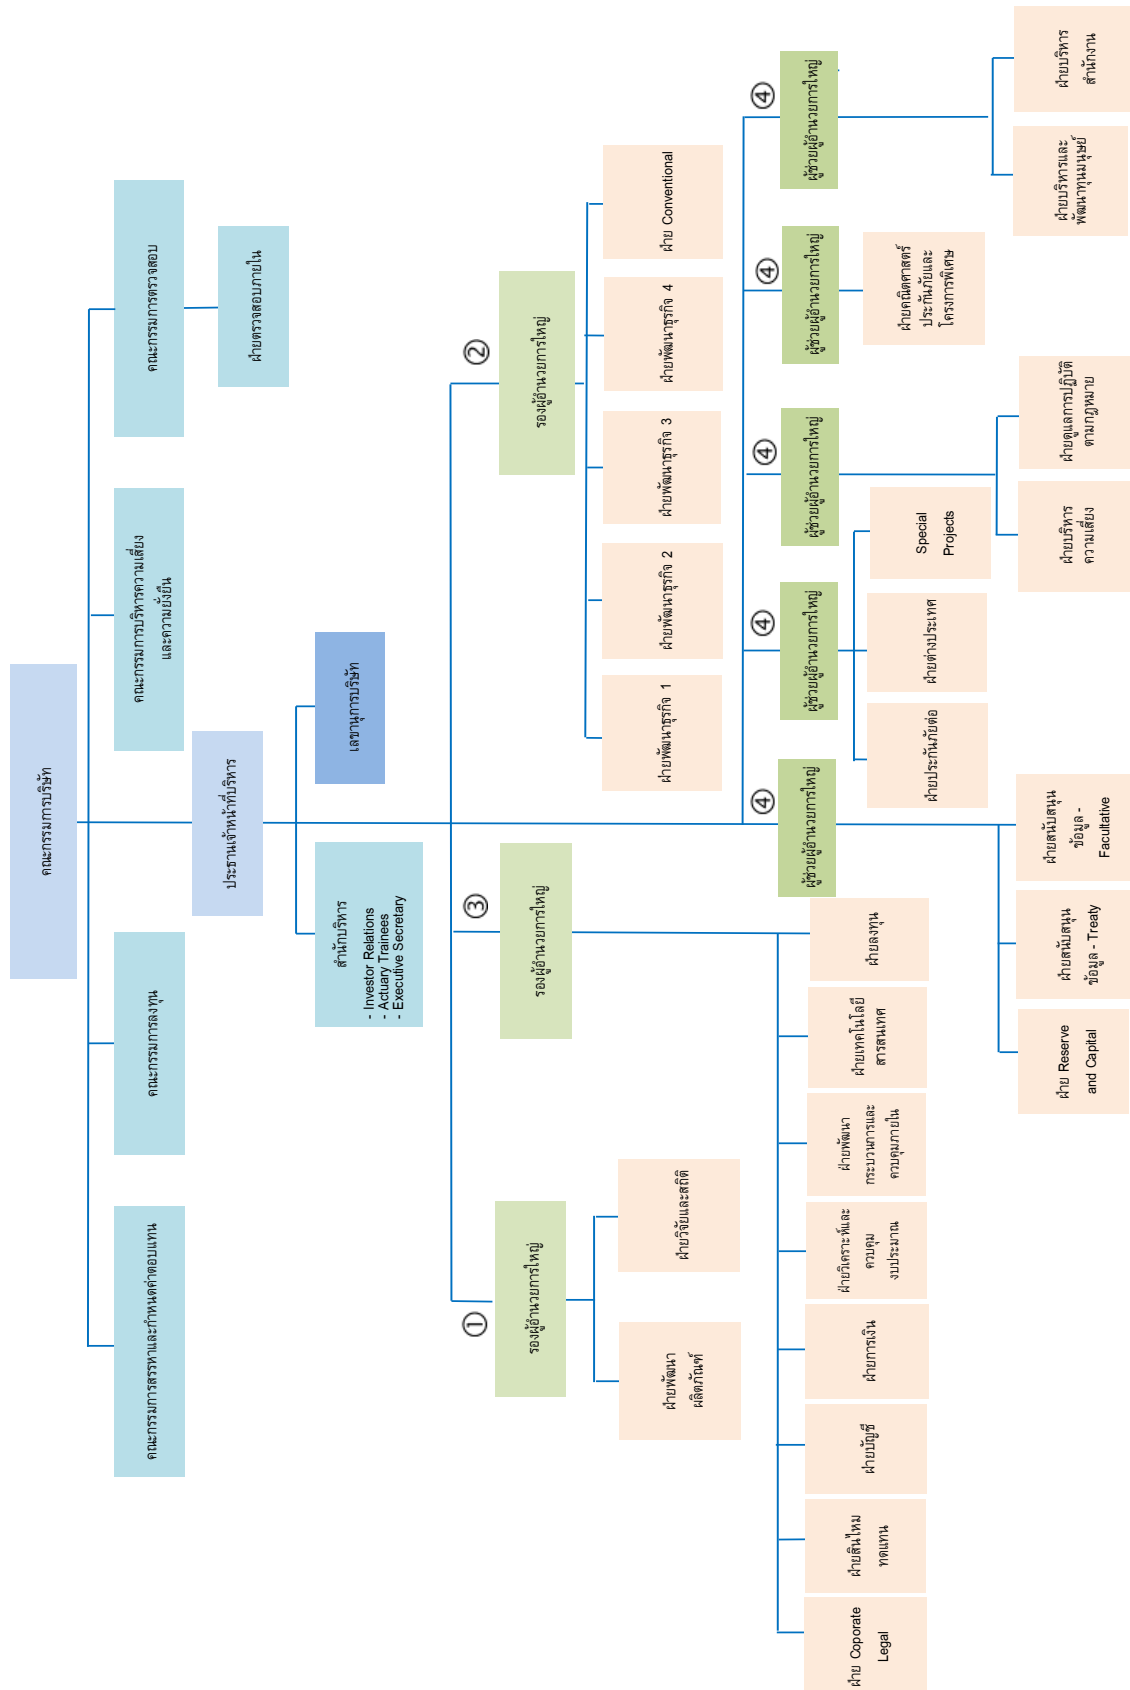 คณะกรรมการบริษัท
คณะกรรมการสรรหาและกำหนดค่าตอบแทน
คณะกรรมการลงทุน
คณะกรรมการบริหารความเสี่ยง
และความยั่งยืน
คณะกรรมการตรวจสอบ
ประธานเจ้าหน้าที่บริหาร
ฝ่ายตรวจสอบภายใน
สำนักบริหาร
- Investor Relations
- Actuary Trainees
- Executive Secretary
เลขานุการบริษัท
①
รองผู้อำนวยการใหญ่
③
รองผู้อำนวยการใหญ่
②
รองผู้อำนวยการใหญ่
ฝ่ายพัฒนา
ผลิตภัณฑ์
ฝ่ายวิจัยและสถิติ
ฝ่ายพัฒนาธุรกิจ 1
ฝ่ายพัฒนาธุรกิจ 2
ฝ่ายพัฒนาธุรกิจ 3
ฝ่ายพัฒนาธุรกิจ 4
ฝ่าย Conventional
④
ผู้ช่วยผู้อำนวยการใหญ่
④
ผู้ช่วยผู้อำนวยการใหญ่
④
ผู้ช่วยผู้อำนวยการใหญ่
④
ผู้ช่วยผู้อำนวยการใหญ่
④
ผู้ช่วยผู้อำนวยการใหญ่
ฝ่าย Coporate
Legal
ฝ่ายสินไหม
ทดแทน
ฝ่ายบัญชี
ฝ่ายการเงิน
ฝ่ายวิเคราะห์และ
ควบคุม
งบประมาณ
ฝ่ายพัฒนา
กระบวนการและ
ควบคุมภายใน
ฝ่ายเทคโนโลยี
สารสนเทศ
ฝ่ายลงทุน
ฝ่ายประกันภัยต่อ
ฝ่ายต่างประเทศ
Special
Projects
ฝ่ายคณิตศาสตร์
ประกันภัยและ
โครงการพิเศษ
ฝ่าย Reserve
and Capital
ฝ่ายสนับสนุน
ข้อมูล - Treaty
ฝ่ายสนับสนุน
ข้อมูล -
Facultative
ฝ่ายบริหาร
ความเสี่ยง
ฝ่ายดูแลการปฏิบัติ
ตามกฎหมาย
ฝ่ายบริหารและ
พัฒนาทุนมนุษย์
ฝ่ายบริหาร
สำนักงาน